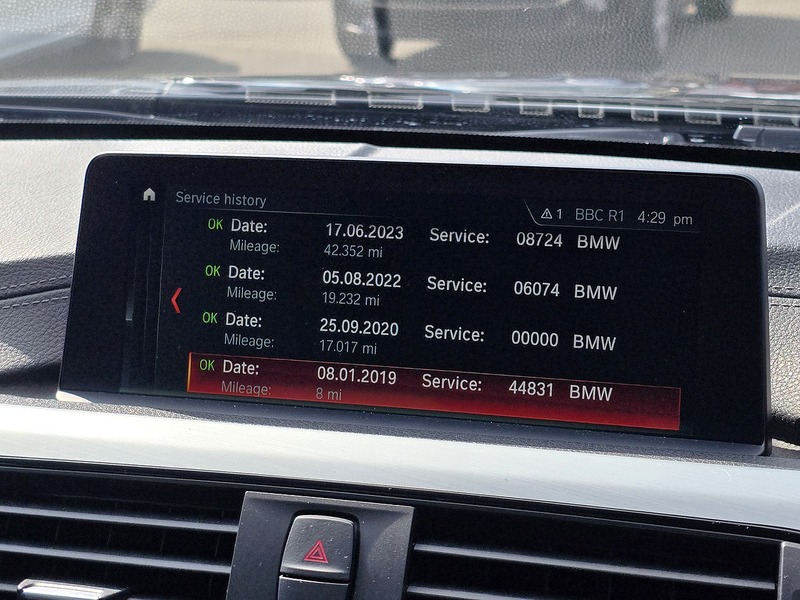 Service history
1 BBC R1 4:29 pm
OK Date: 17.06.2023 Service: 08724 BMW
Mileage: 42.352 mi
OK Date: 05.08.2022 Service: 06074 BMW
Mileage: 19.232 mi
OK Date: 25.09.2020 Service: 00000 BMW
Mileage: 17.017 mi
OK Date: 08.01.2019 Service: 44831 BMW
Mileage: 8 mi